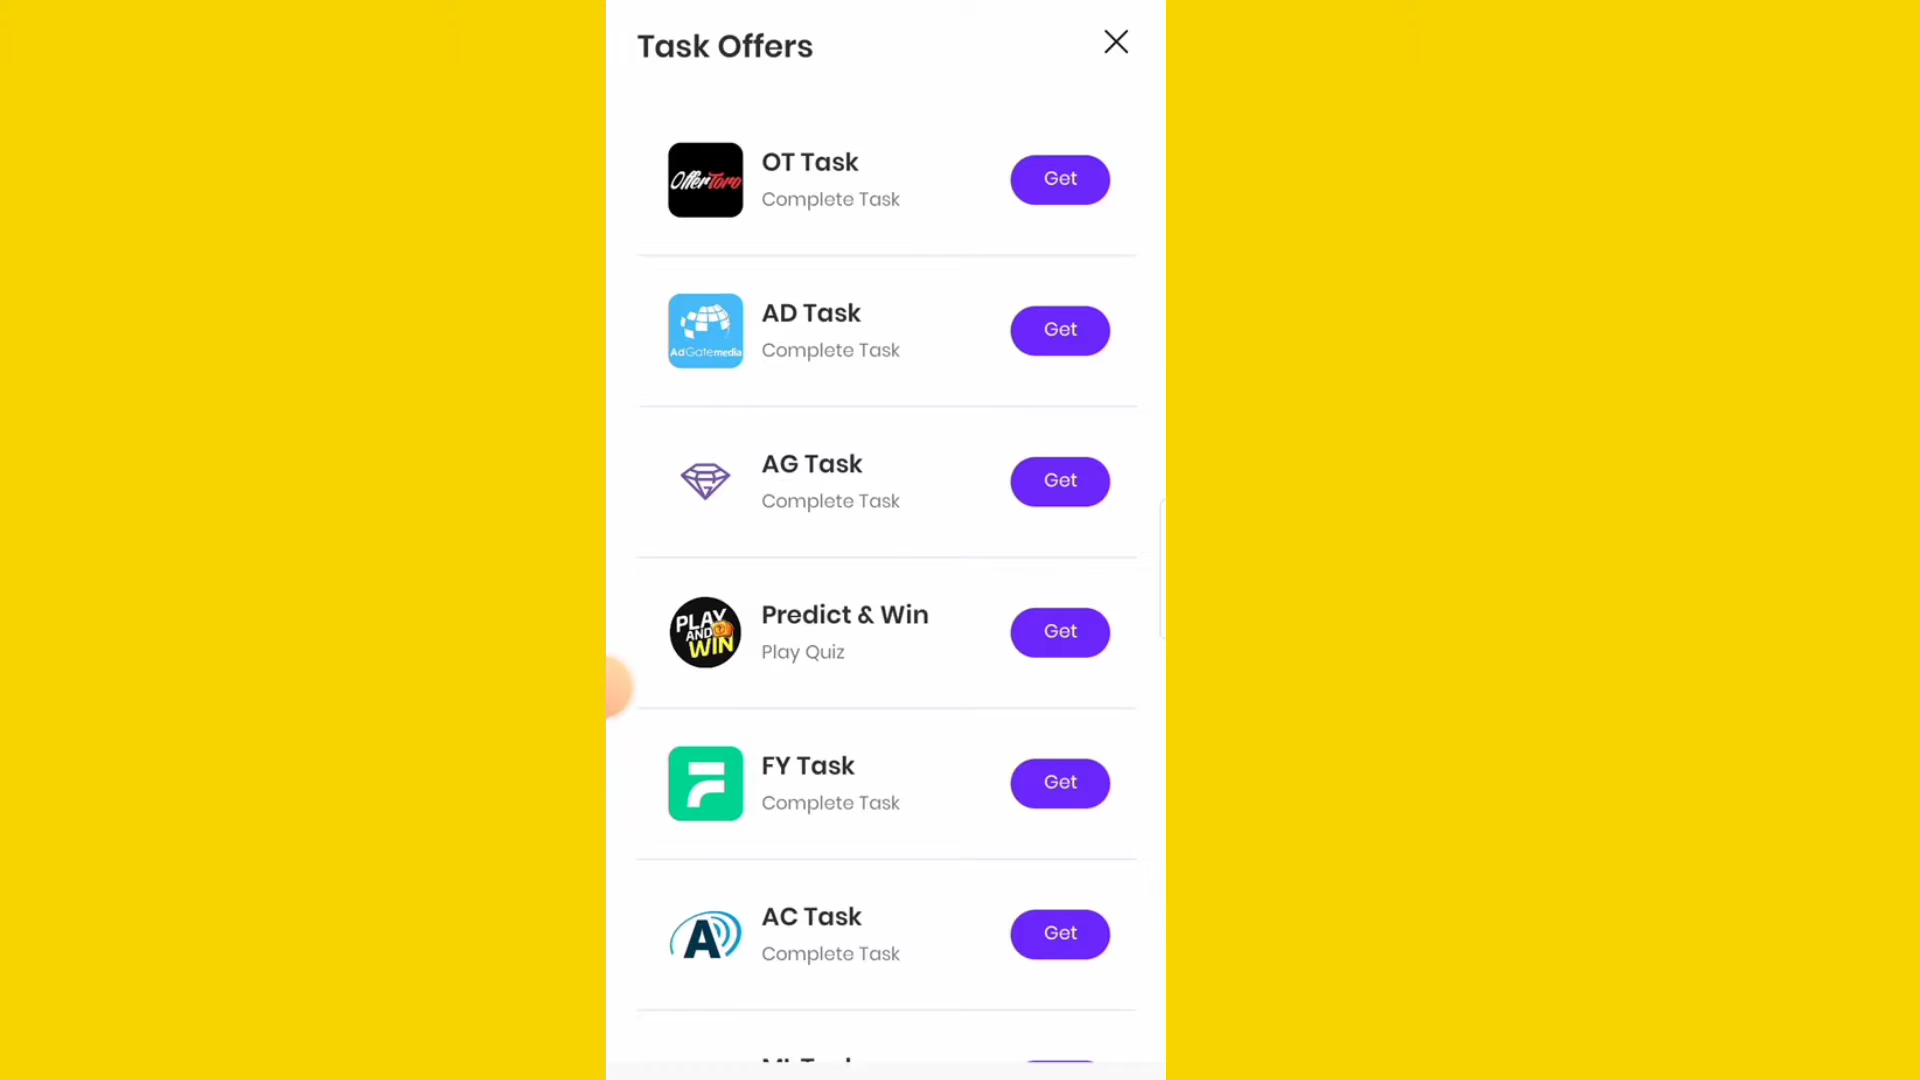 Task Offers
OfferToro
OT Task
Complete Task
Get
AdGatemedia
AD Task
Complete Task
Get
AG Task
Complete Task
Get
PLAY
AND
WIN
Predict & Win
Play Quiz
Get
FY Task
Complete Task
Get
AC Task
Complete Task
Get